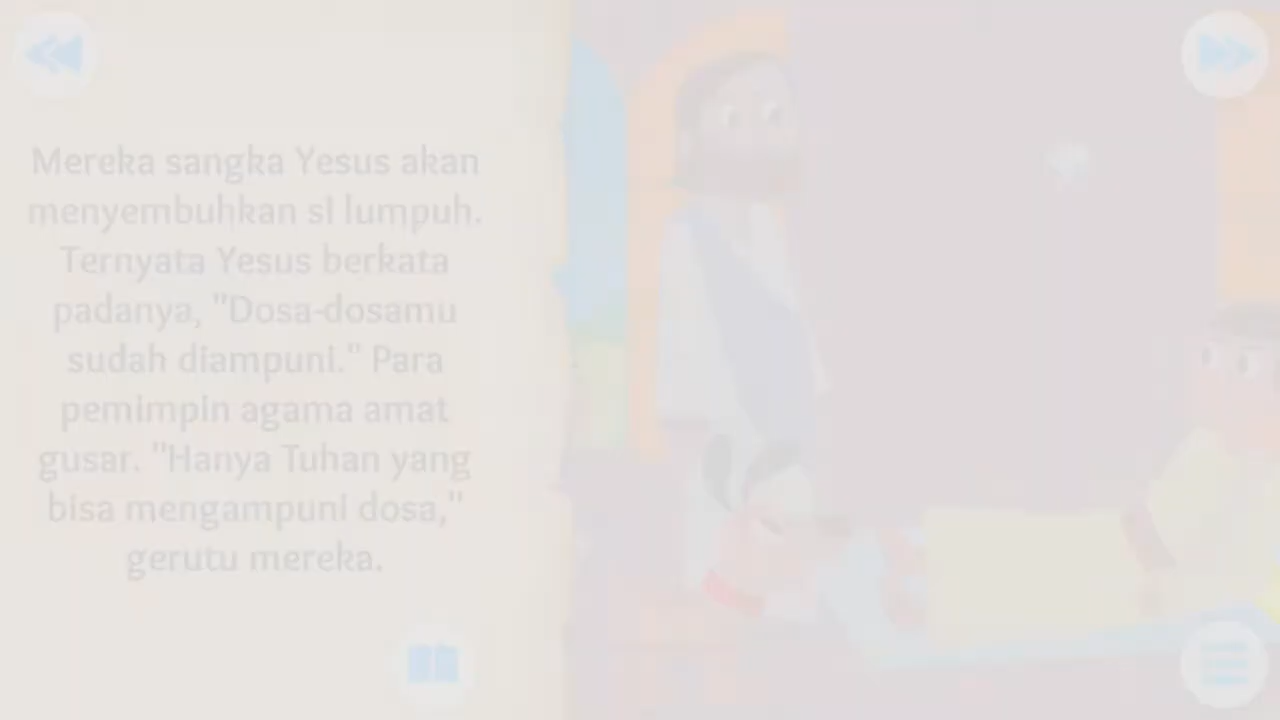 Mereka sangka Yesus akan
menyembuhkan si lumpuh.
Ternyata Yesus berkata
padanya, "Dosa-dosamu
sudah diampuni." Para
pemimpin agama amat
gusar. "Hanya Tuhan yang
bisa mengampuni dosa,"
gerutu mereka.